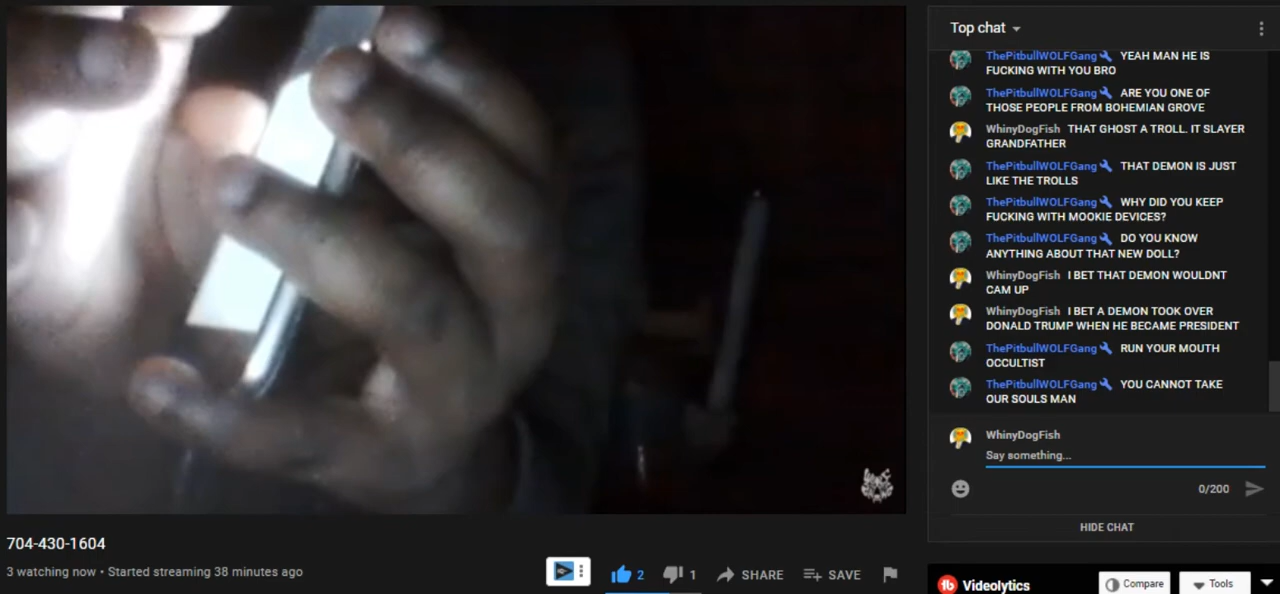 Top chat
ThePitbullWOLFGang YEAH MAN HE IS
FUCKING WITH YOU BRO
ThePitbullWOLFGang ARE YOU ONE OF
THOSE PEOPLE FROM BOHEMIAN GROVE
WhinyDogFish THAT GHOST A TROLL. IT SLAYER
GRANDFATHER
ThePitbullWOLFGang THAT DEMON IS JUST
LIKE THE TROLLS
ThePitbullWOLFGang WHY DID YOU KEEP
FUCKING WITH MOOKIE DEVICES?
ThePitbullWOLFGang DO YOU KNOW
ANYTHING ABOUT THAT NEW DOLL?
WhinyDogFish I BET THAT DEMON WOULDNT
CAM UP
WhinyDogFish I BET A DEMON TOOK OVER
DONALD TRUMP WHEN HE BECAME PRESIDENT
ThePitbullWOLFGang RUN YOUR MOUTH
OCCULTIST
ThePitbullWOLFGang YOU CANNOT TAKE
OUR SOULS MAN
WhinyDogFish
Say something...
0/200
HIDE CHAT
704-430-1604
3 watching now • Started streaming 38 minutes ago
2
1
SHARE
SAVE
Videolytics
Compare
Tools